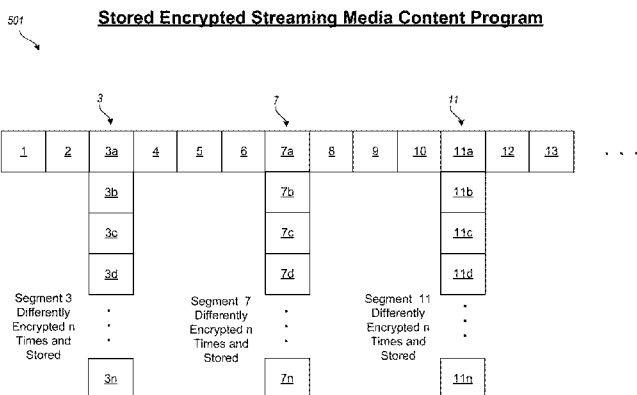 Stored Encrypted Streaming Media Content Program
501
3 7 11
1 2 3a 4 5 6 7a 8 9 10 11a 12 13 . . .
3b 7b 11b
3c 7c 11c
3d 7d 11d
Segment 3
Differently
Encrypted n
Times and
Stored
Segment 7
Differently
Encrypted n
Times and
Stored
Segment 11
Differently
Encrypted n
Times and
Stored
3n 7n 11n